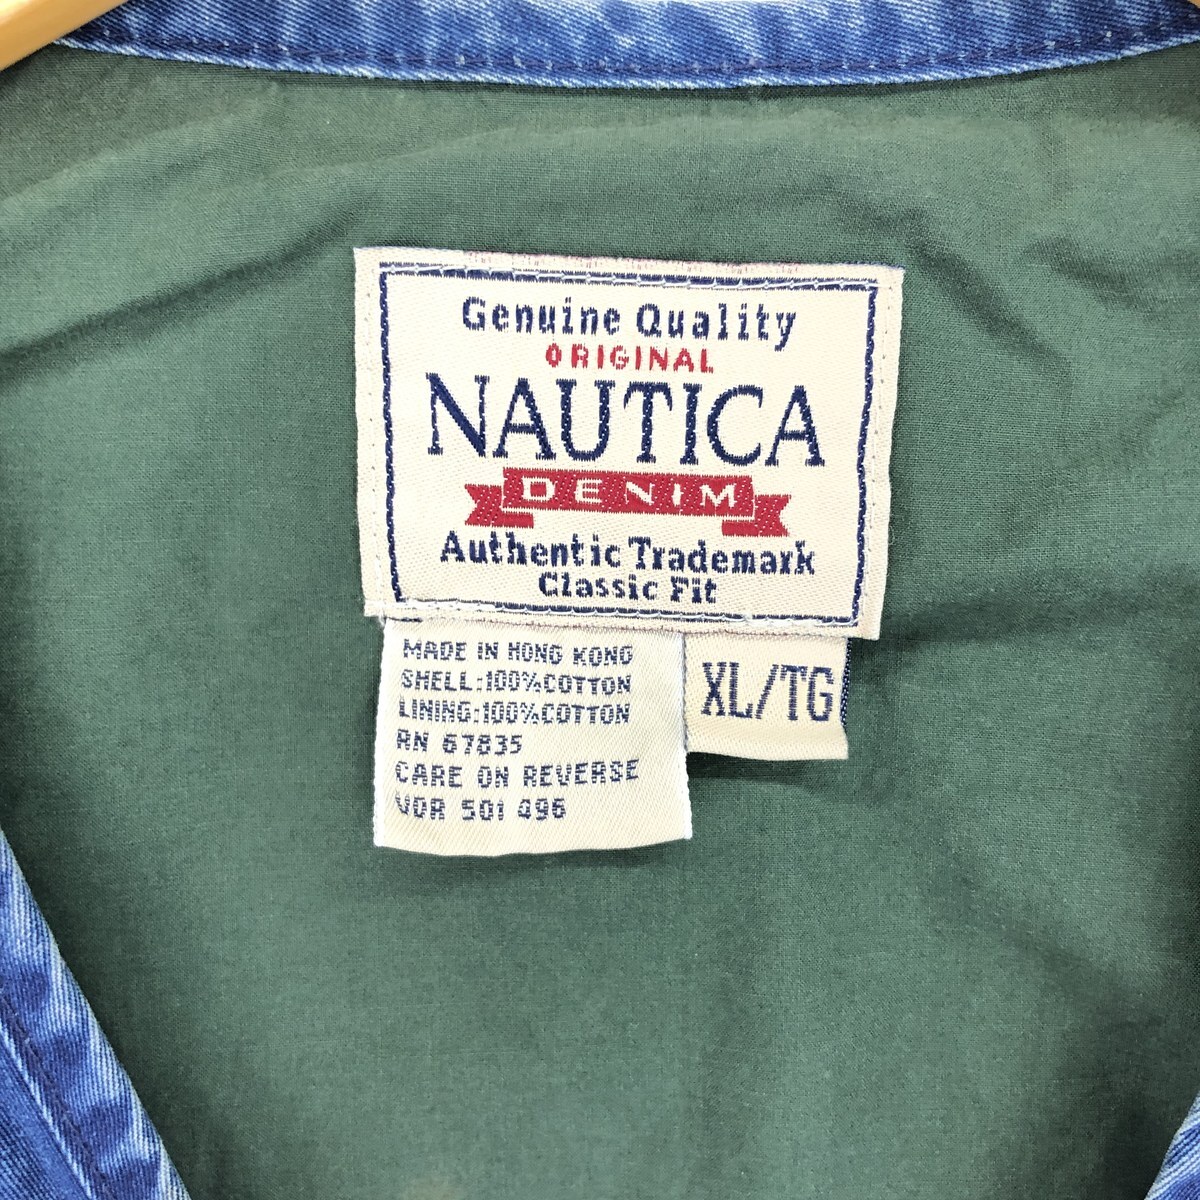 Genuine Quality
ORIGINAL
NAUTICA
DENIM
Authentic Trademark
Classic Fit
MADE IN HONG KONG
SHELL:100%COTTON
LINING:100%COTTON
RN 67835
CARE ON REVERSE
VDR 501 496
XL/TG